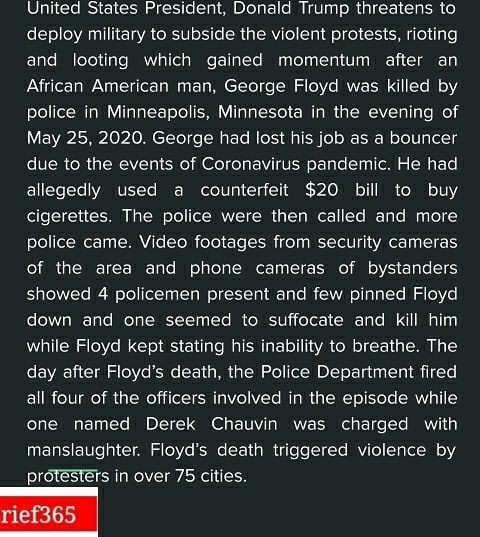 United States President, Donald Trump threatens to
deploy military to subside the violent protests, rioting
and looting which gained momentum after an
African American man, George Floyd was killed by
police in Minneapolis, Minnesota in the evening of
May 25, 2020. George had lost his job as a bouncer
due to the events of Coronavirus pandemic. He had
allegedly used a counterfeit $20 bill to buy
cigerettes. The police were then called and more
police came. Video footages from security cameras
of the area and phone cameras of bystanders
showed 4 policemen present and few pinned Floyd
down and one seemed to suffocate and kill him
while Floyd kept stating his inability to breathe. The
day after Floyd's death, the Police Department fired
all four of the officers involved in the episode while
one named Derek Chauvin was charged with
manslaughter. Floyd's death triggered violence by
protesters in over 75 cities.
rief365